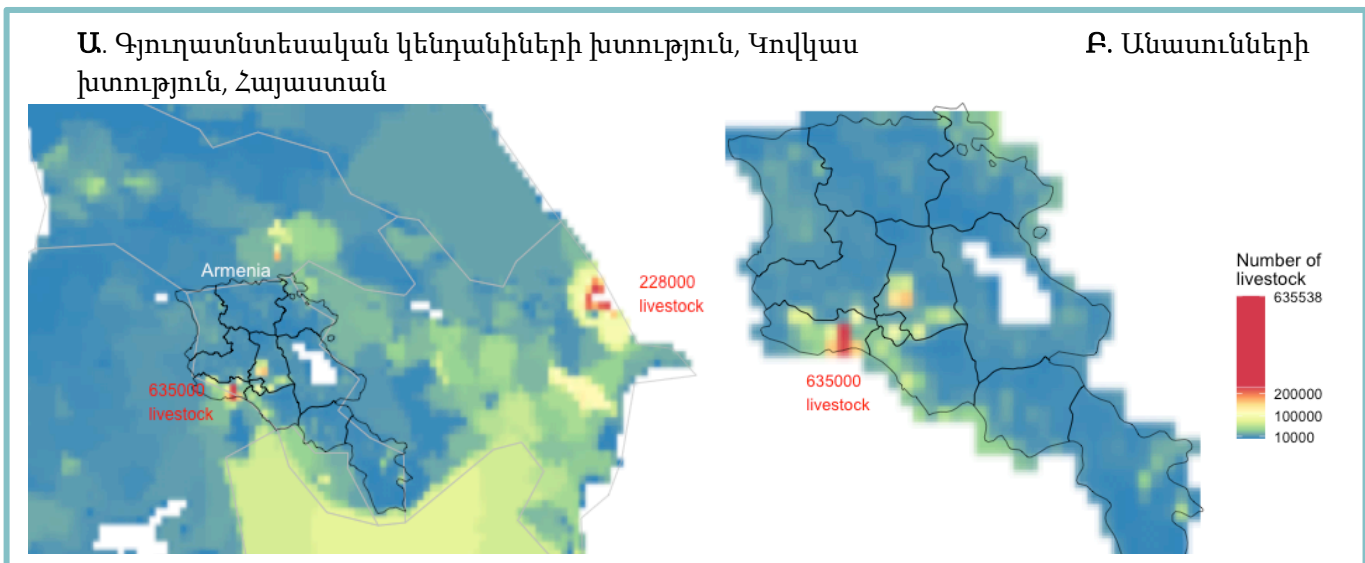 Ա. Գյուղատնտեսական կենդանիների խտություն, Կովկաս Բ. Անասունների
խտություն, Հայաստան
Armenia
635000
livestock
228000
livestock
635000
livestock
Number of
livestock
635538
200000
100000
10000